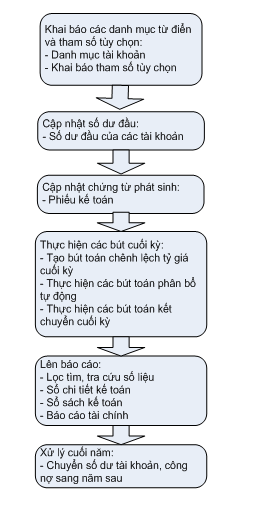 Khai báo các danh mục từ điển
và tham số tùy chọn:
- Danh mục tài khoản
- Khai báo tham số tùy chọn
Cập nhật số dư đầu:
- Số dư đầu của các tài khoản
Cập nhật chứng từ phát sinh:
- Phiếu kế toán
Thực hiện các bút cuối kỳ:
- Tạo bút toán chênh lệch tỷ giá
cuối kỳ
- Thực hiện các bút toán phân bổ
tự động
- Thực hiện các bút toán kết
chuyển cuối kỳ
Lên báo cáo:
- Lọc tìm, tra cứu số liệu
- Sổ chi tiết kế toán
- Sổ sách kế toán
- Báo cáo tài chính
Xử lý cuối năm:
- Chuyển số dư tài khoản, công
nợ sang năm sau